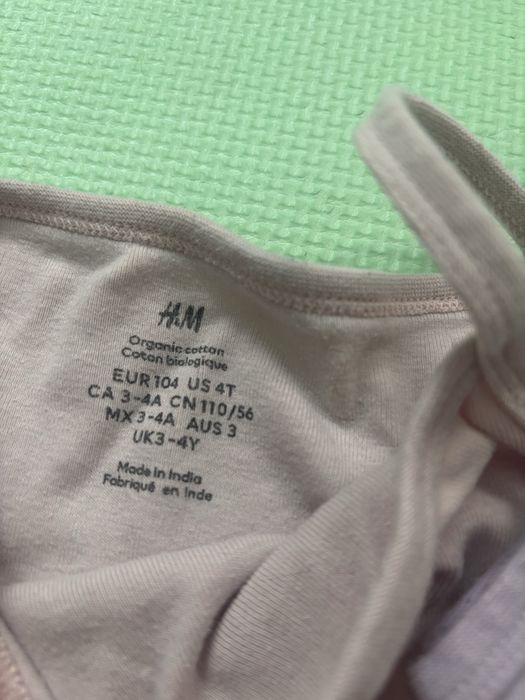 H&M
Organic cotton
Coton biologique
EUR 104 US 4T
CA 3-4A CN 110/56
MX 3-4A AUS 3
UK3-4Y
Made in India
Fabriqué en Inde